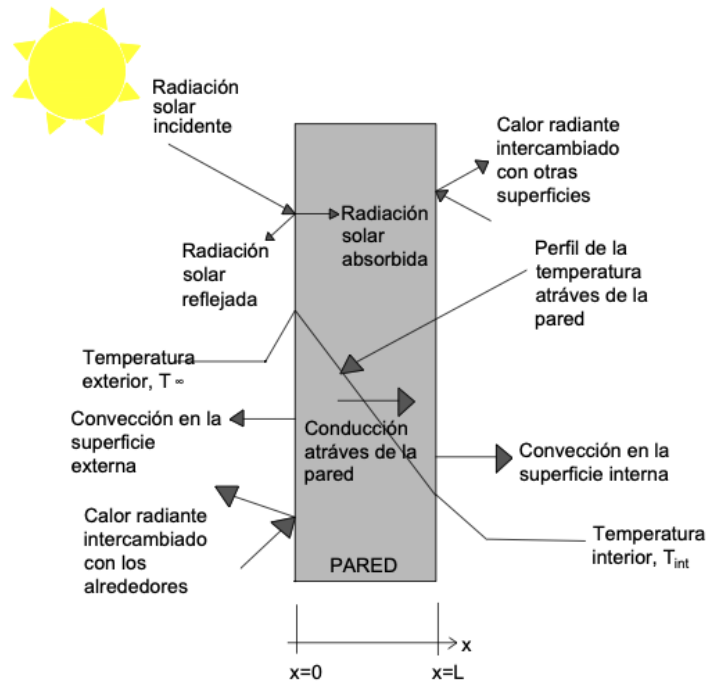 Radiación
solar
incidente
Calor radiante
intercambiado
con otras
superficies
Radiación
solar
absorbida
Radiación
solar
reflejada
Perfil de la
temperatura
atráves de la
pared
Temperatura
exterior, T ∞
Convección en la
superficie
externa
Conducción
atráves de la
pared
Convección en la
superficie interna
Calor radiante
intercambiado
con los
alrededores
Temperatura
interior, Tint
PARED
x
x=0
x=L